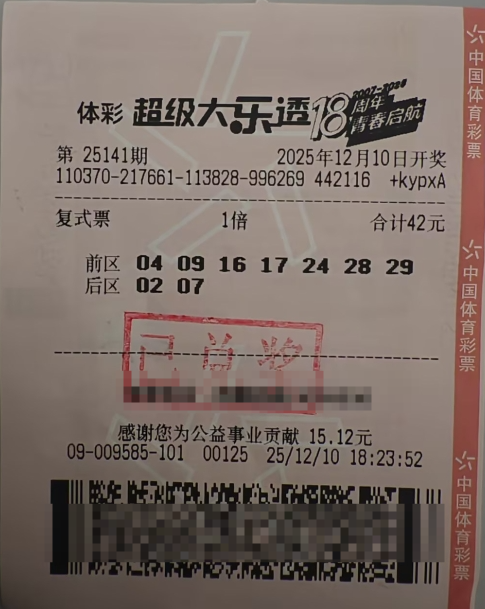 体彩 超级大乐透 18周年 2007-2025 青春启航
第 25141期 2025年12月10日开奖
110370-217661-113828-996269 442116 +kypxA
复式票 1倍 合计42元
前区 04 09 16 17 24 28 29
后区 02 07
已兑奖
感谢您为公益事业贡献 15.12元
09-009585-101 00125 25/12/10 18:23:52
中国体育彩票
中国体育彩票
中国体育彩票